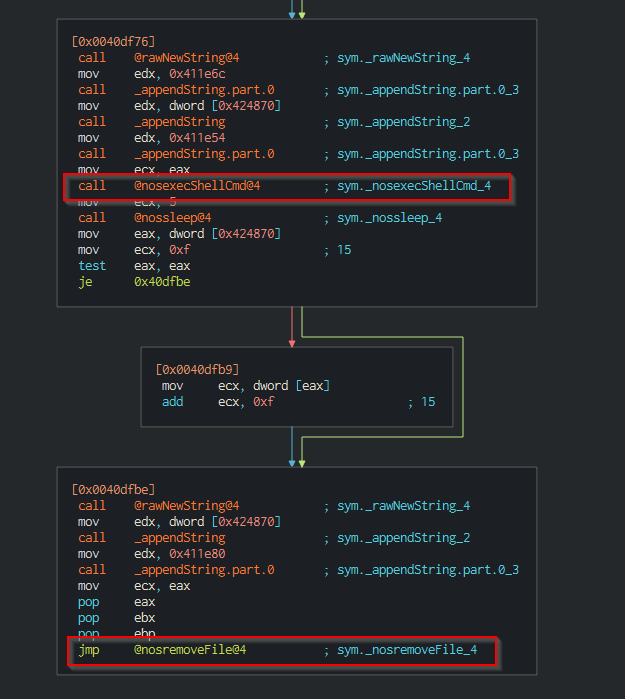 [0x0040df76]
call @rawNewString@4 ; sym._rawNewString_4
mov edx, 0x411e6c
call _appendString.part.0 ; sym._appendString.part.0_3
mov edx, dword [0x424870]
call _appendString ; sym._appendString_2
mov edx, 0x411e54
call _appendString.part.0 ; sym._appendString.part.0_3
mov ecx, eax
call @nosexecShellCmd@4 ; sym._nosexecShellCmd_4
mov ecx, 5
call @nossleep@4 ; sym._nossleep_4
mov eax, dword [0x424870]
mov ecx, 0xf ; 15
test eax, eax
je 0x40dfbe
[0x0040dfb9]
mov ecx, dword [eax]
add ecx, 0xf ; 15
[0x0040dfbe]
call @rawNewString@4 ; sym._rawNewString_4
mov edx, dword [0x424870]
call _appendString ; sym._appendString_2
mov edx, 0x411e80
call _appendString.part.0 ; sym._appendString.part.0_3
mov ecx, eax
pop eax
pop ebx
pop ebp
jmp @nosremoveFile@4 ; sym._nosremoveFile_4